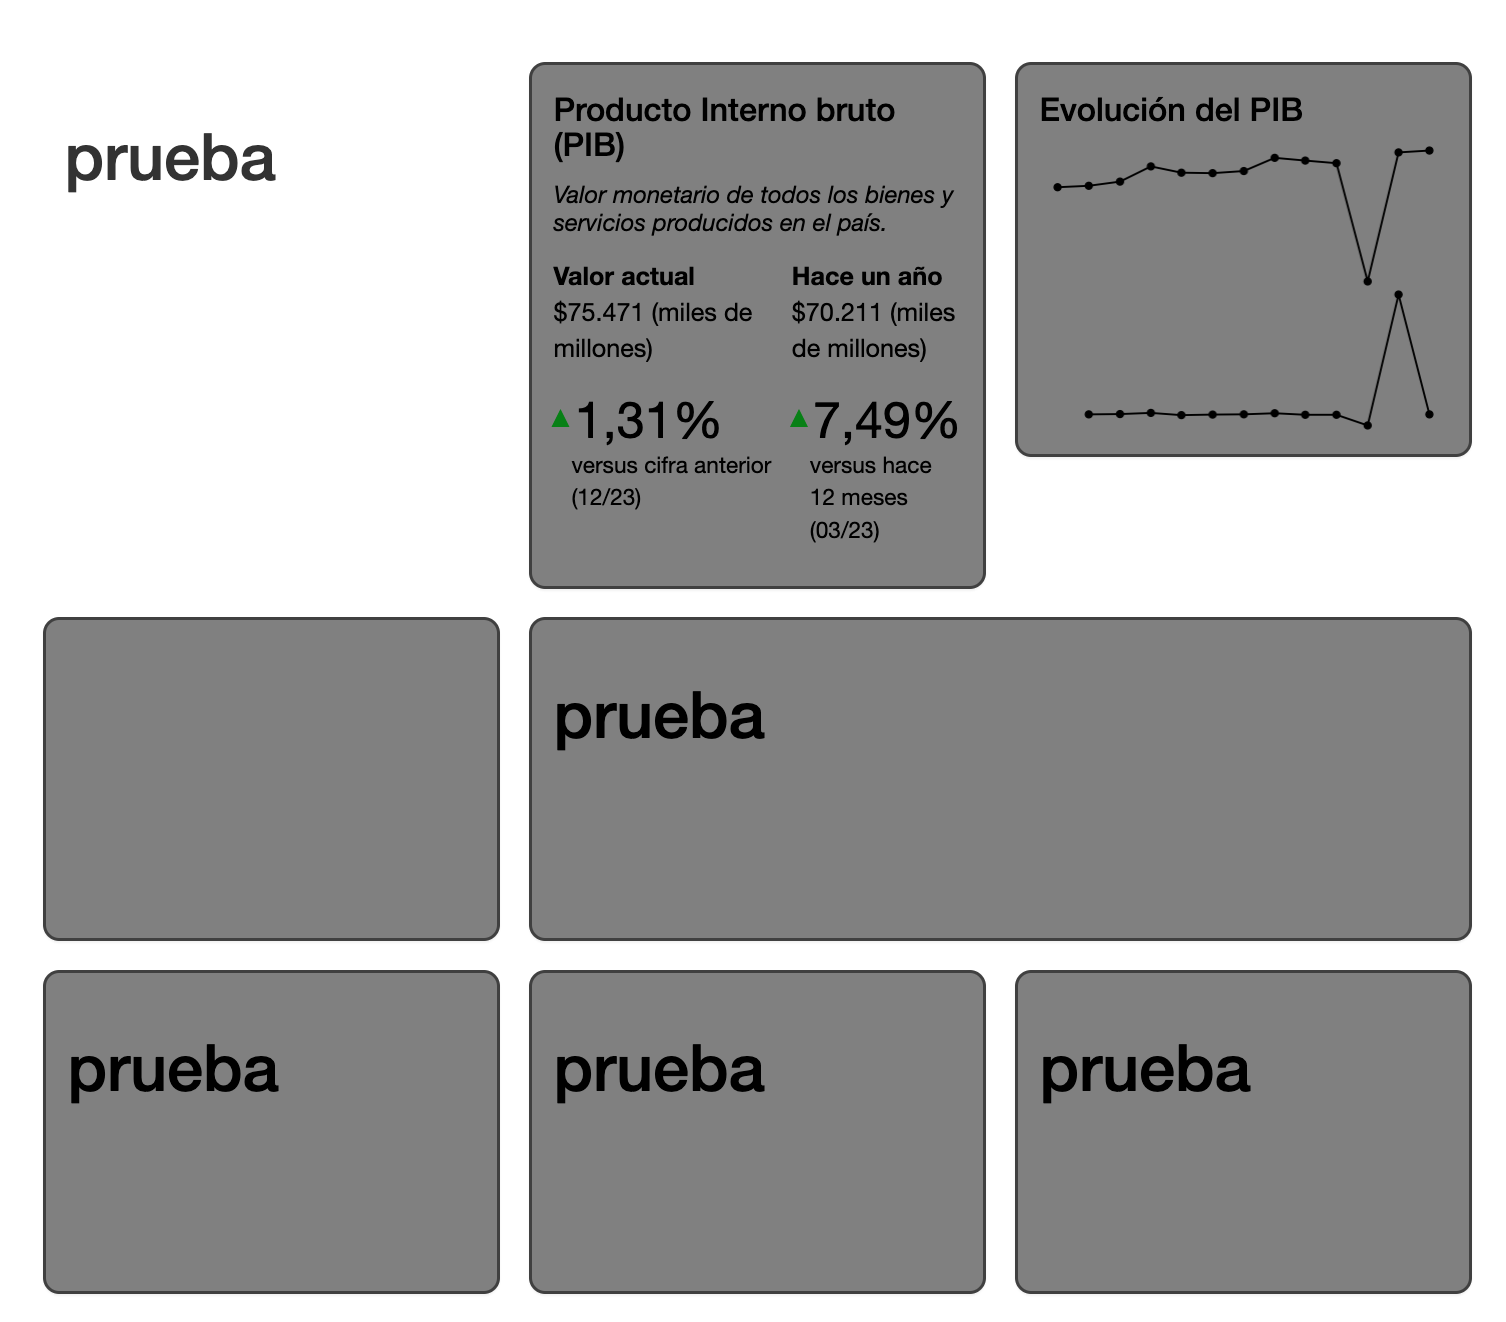 prueba
Producto Interno bruto
(PIB)
Valor monetario de todos los bienes y
servicios producidos en el país.
Valor actual
$75.471 (miles de
millones)
Hace un año
$70.211 (miles
de millones)
▲1,31%
versus cifra anterior
(12/23)
▲7,49%
versus hace
12 meses
(03/23)
Evolución del PIB
prueba
prueba
prueba
prueba